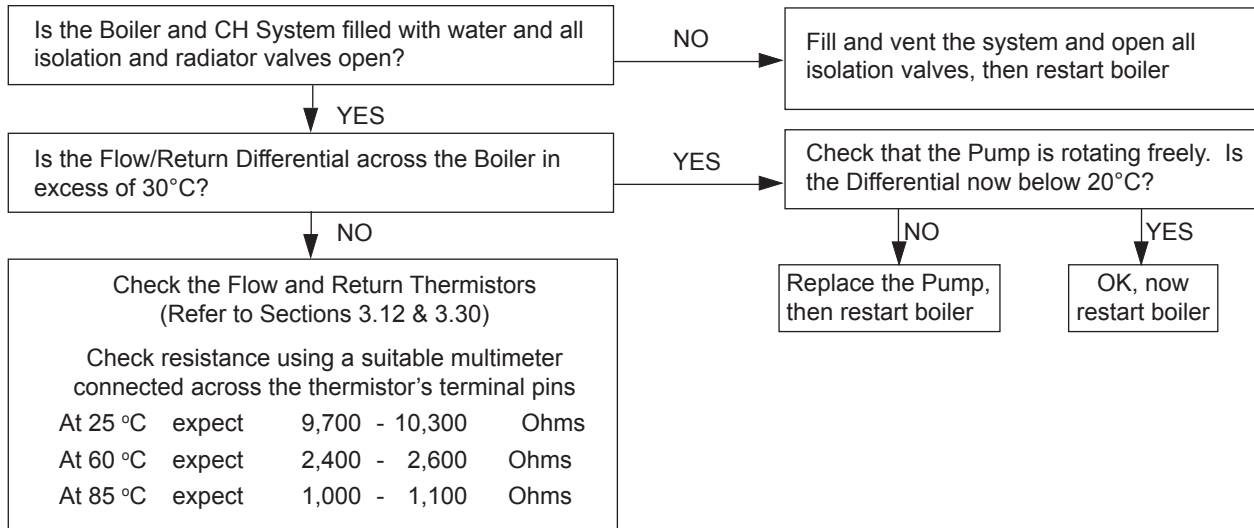 Is the Boiler and CH System filled with water and all
isolation and radiator valves open?
NO
Fill and vent the system and open all
isolation valves, then restart boiler
YES
Is the Flow/Return Differential across the Boiler in
excess of 30°C?
YES
Check that the Pump is rotating freely.  Is
the Differential now below 20°C?
NO
NO
YES
Replace the Pump,
then restart boiler
OK, now
restart boiler
Check the Flow and Return Thermistors
(Refer to Sections 3.12 & 3.30)
Check resistance using a suitable multimeter
connected across the thermistor's terminal pins
At 25 °C expect 9,700 - 10,300 Ohms
At 60 °C expect 2,400 - 2,600 Ohms
At 85 °C expect 1,000 - 1,100 Ohms